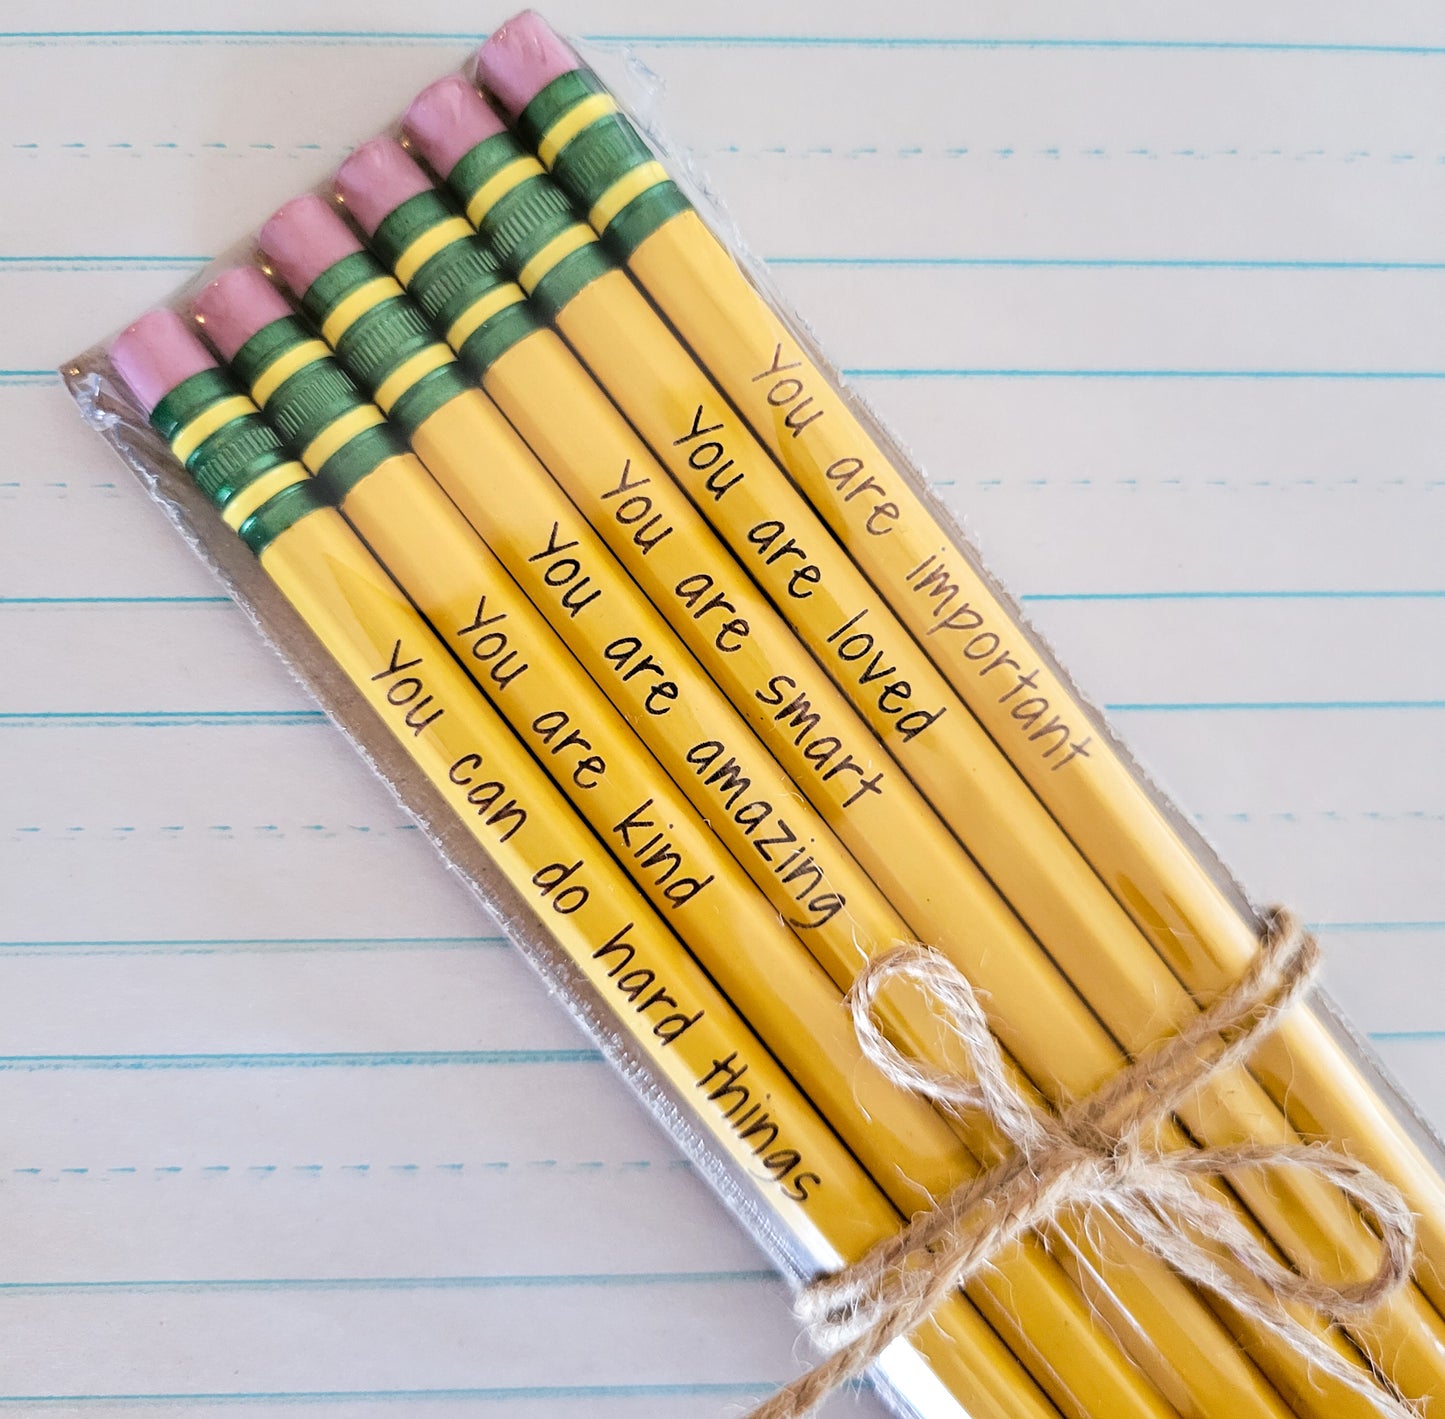 You are important
You are loved
You are smart
You are amazing
You are kind
You can do hard things